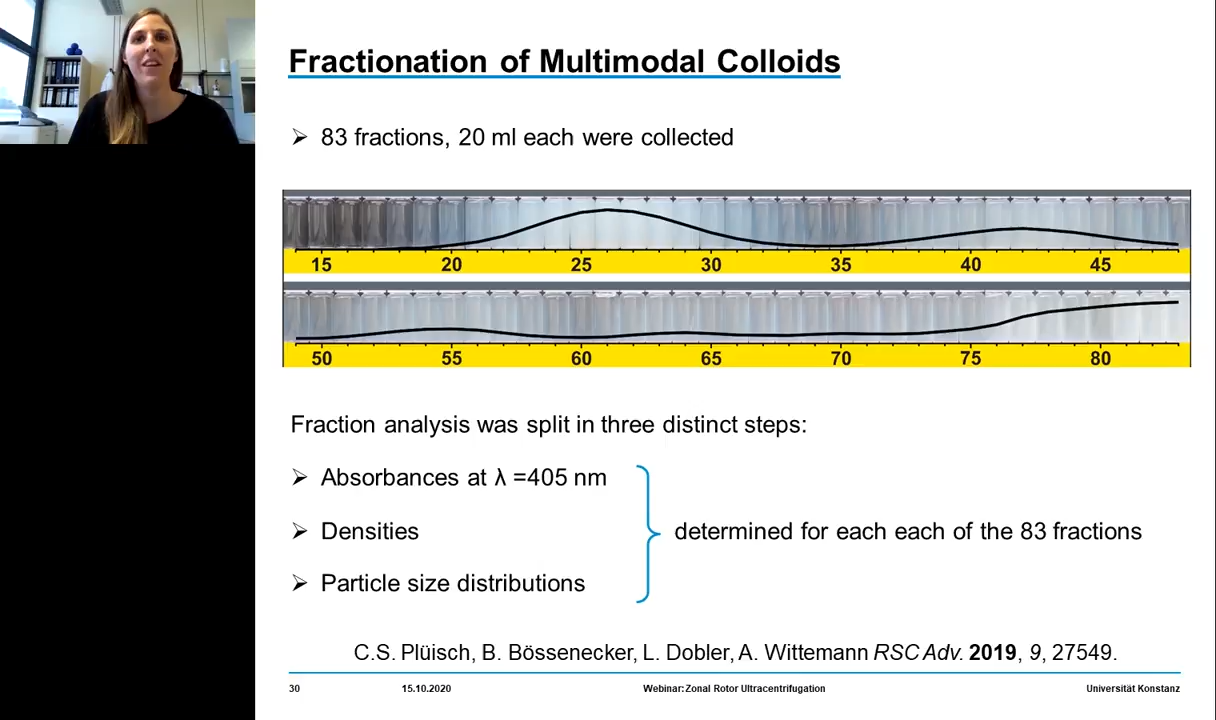 Fractionation of Multimodal Colloids
➢ 83 fractions, 20 ml each were collected
15 20 25 30 35 40 45
50 55 60 65 70 75 80
Fraction analysis was split in three distinct steps:
➢ Absorbances at λ =405 nm
➢ Densities
determined for each each of the 83 fractions
➢ Particle size distributions
C.S. Plüisch, B. Bössenecker, L. Dobler, A. Wittemann RSC Adv. 2019, 9, 27549.
30 15.10.2020 Webinar: Zonal Rotor Ultracentrifugation Universität Konstanz